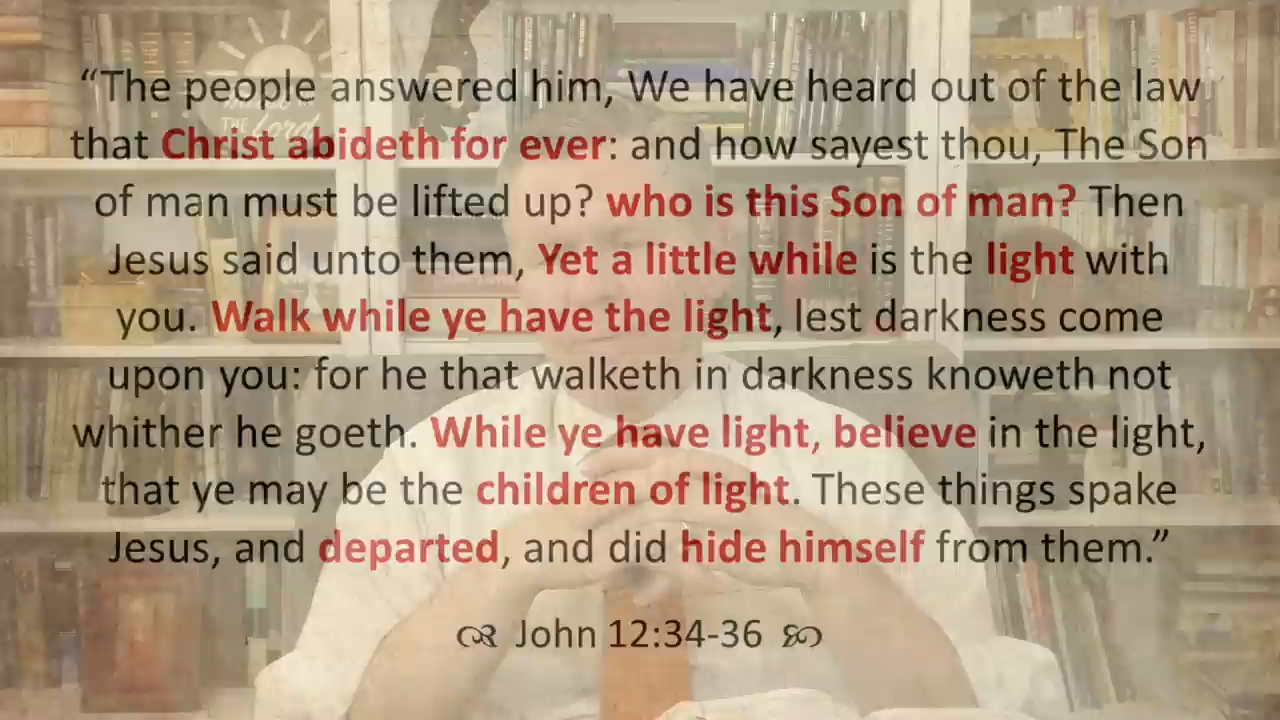 “The people answered him, We have heard out of the law
that Christ abideth for ever: and how sayest thou, The Son
of man must be lifted up? who is this Son of man? Then
Jesus said unto them, Yet a little while is the light with
you. Walk while ye have the light, lest darkness come
upon you: for he that walketh in darkness knoweth not
whither he goeth. While ye have light, believe in the light,
that ye may be the children of light. These things spake
Jesus, and departed, and did hide himself from them.”
John 12:34-36
THE Lord